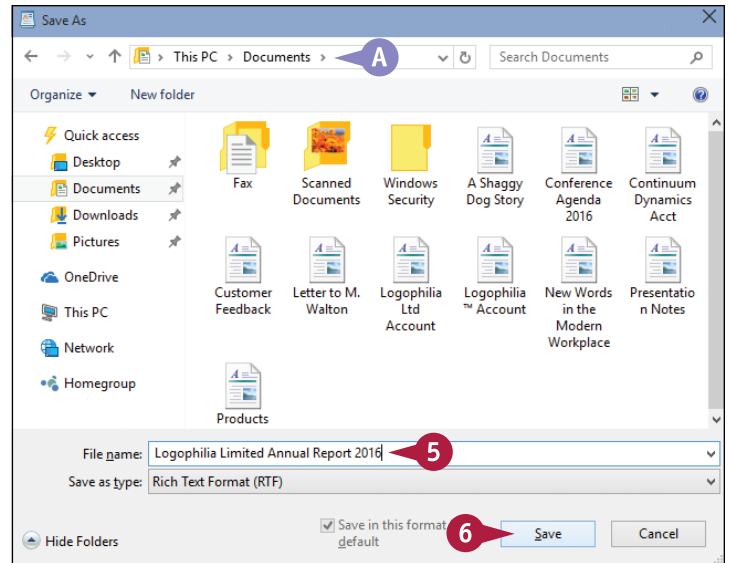 Save As
This PC > Documents >
A
Search Documents
Organize
New folder
Quick access
Desktop
Documents
Downloads
Pictures
OneDrive
This PC
Network
Homegroup
Fax
Scanned
Documents
Windows
Security
A Shaggy
Dog Story
Conference
Agenda
2016
Continuum
Dynamics
Acct
Customer
Feedback
Letter to M.
Walton
Logophilia
Ltd
Account
Logophilia
™ Account
New Words
in the
Modern
Workplace
Presentatio
n Notes
Products
File name: Logophilia Limited Annual Report 2016
5
Save as type: Rich Text Format (RTF)
Hide Folders
Save in this format
default
6
Save
Cancel